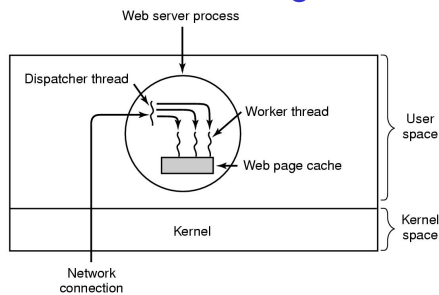 Web server process
Dispatcher thread
Worker thread
User
space
Web page cache
Kernel
Kernel
space
Network
connection